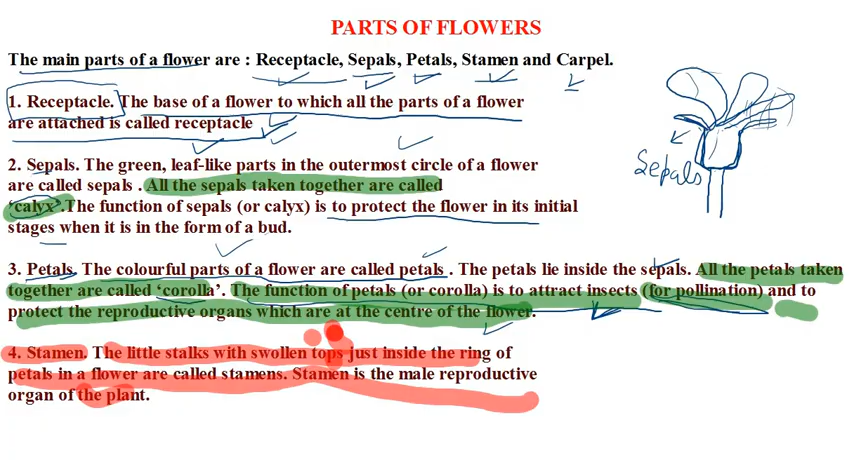 PARTS OF FLOWERS
The main parts of a flower are : Receptacle, Sepals, Petals, Stamen and Carpel.
1. Receptacle. The base of a flower to which all the parts of a flower
are attached is called receptacle
2. Sepals. The green, leaf-like parts in the outermost circle of a flower
are called sepals . All the sepals taken together are called
‘calyx’.The function of sepals (or calyx) is to protect the flower in its initial
stages when it is in the form of a bud.
Sepals
3. Petals. The colourful parts of a flower are called petals . The petals lie inside the sepals. All the petals taken
together are called ‘corolla’. The function of petals (or corolla) is to attract insects (for pollination) and to
protect the reproductive organs which are at the centre of the flower.
4. Stamen. The little stalks with swollen tops just inside the ring of
petals in a flower are called stamens. Stamen is the male reproductive
organ of the plant.